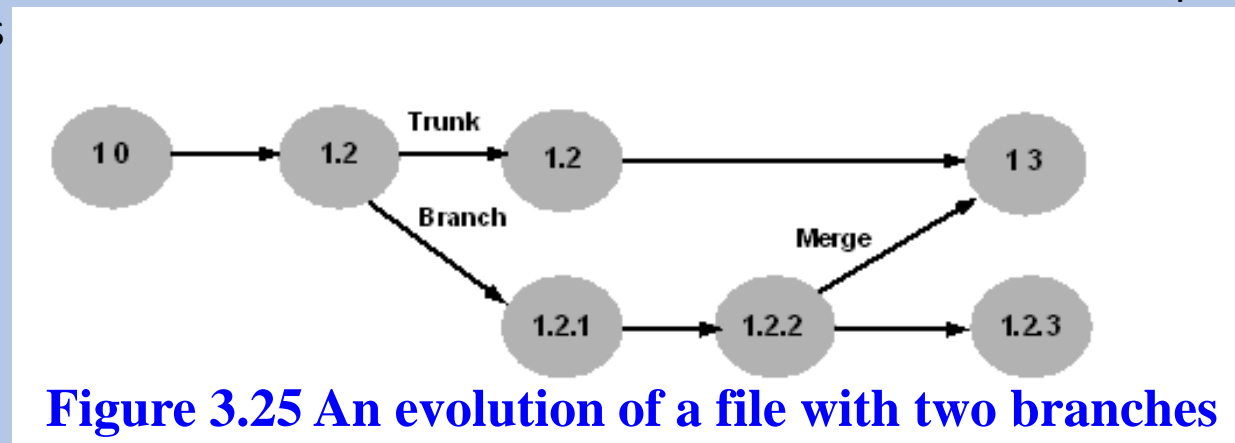 Trunk
1 0 1.2 1.2 1 3
Branch
Merge
1.2.1 1.2.2 1.2.3
Figure 3.25 An evolution of a file with two branches